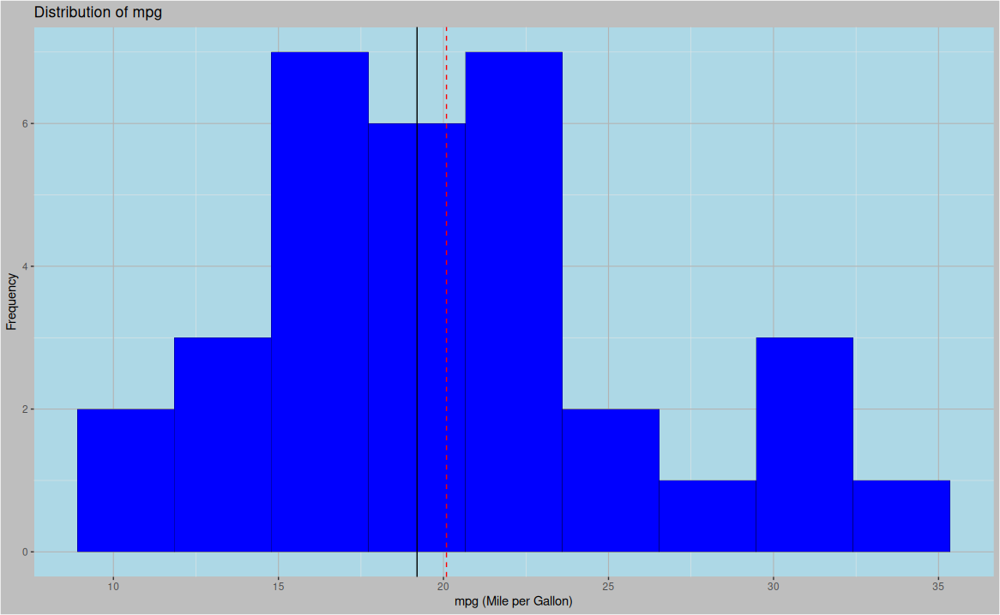 Distribution of mpg
Frequency
6
4
2
0
10 15 20 25 30 35
mpg (Mile per Gallon)